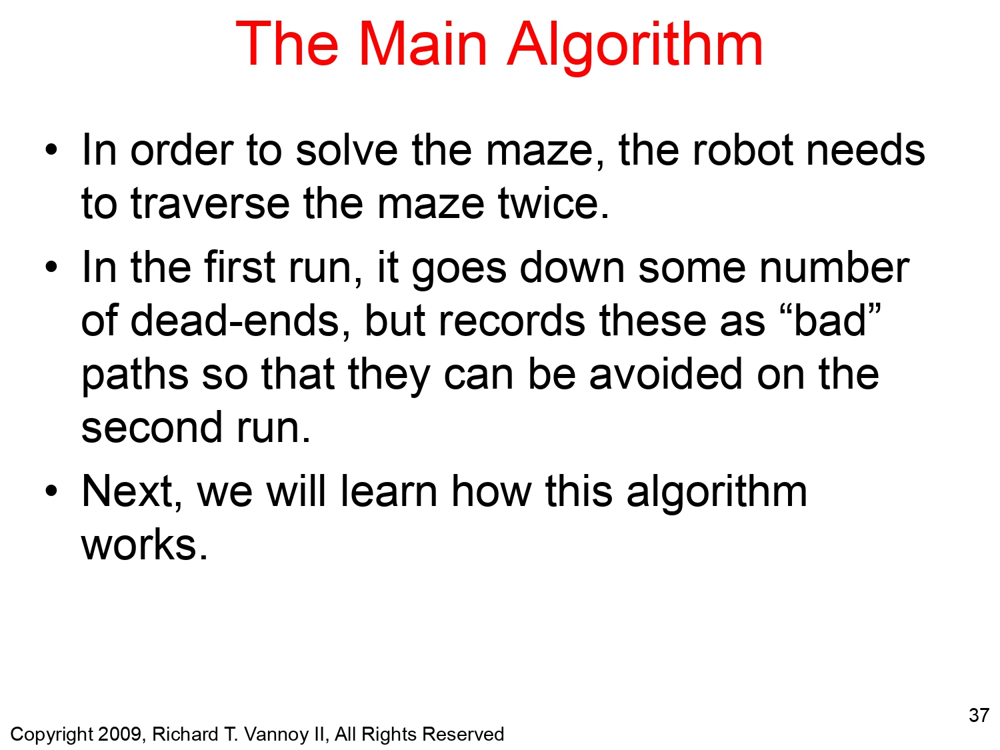 The Main Algorithm
• In order to solve the maze, the robot needs
to traverse the maze twice.
• In the first run, it goes down some number
of dead-ends, but records these as “bad”
paths so that they can be avoided on the
second run.
• Next, we will learn how this algorithm
works.
37
Copyright 2009, Richard T. Vannoy II, All Rights Reserved